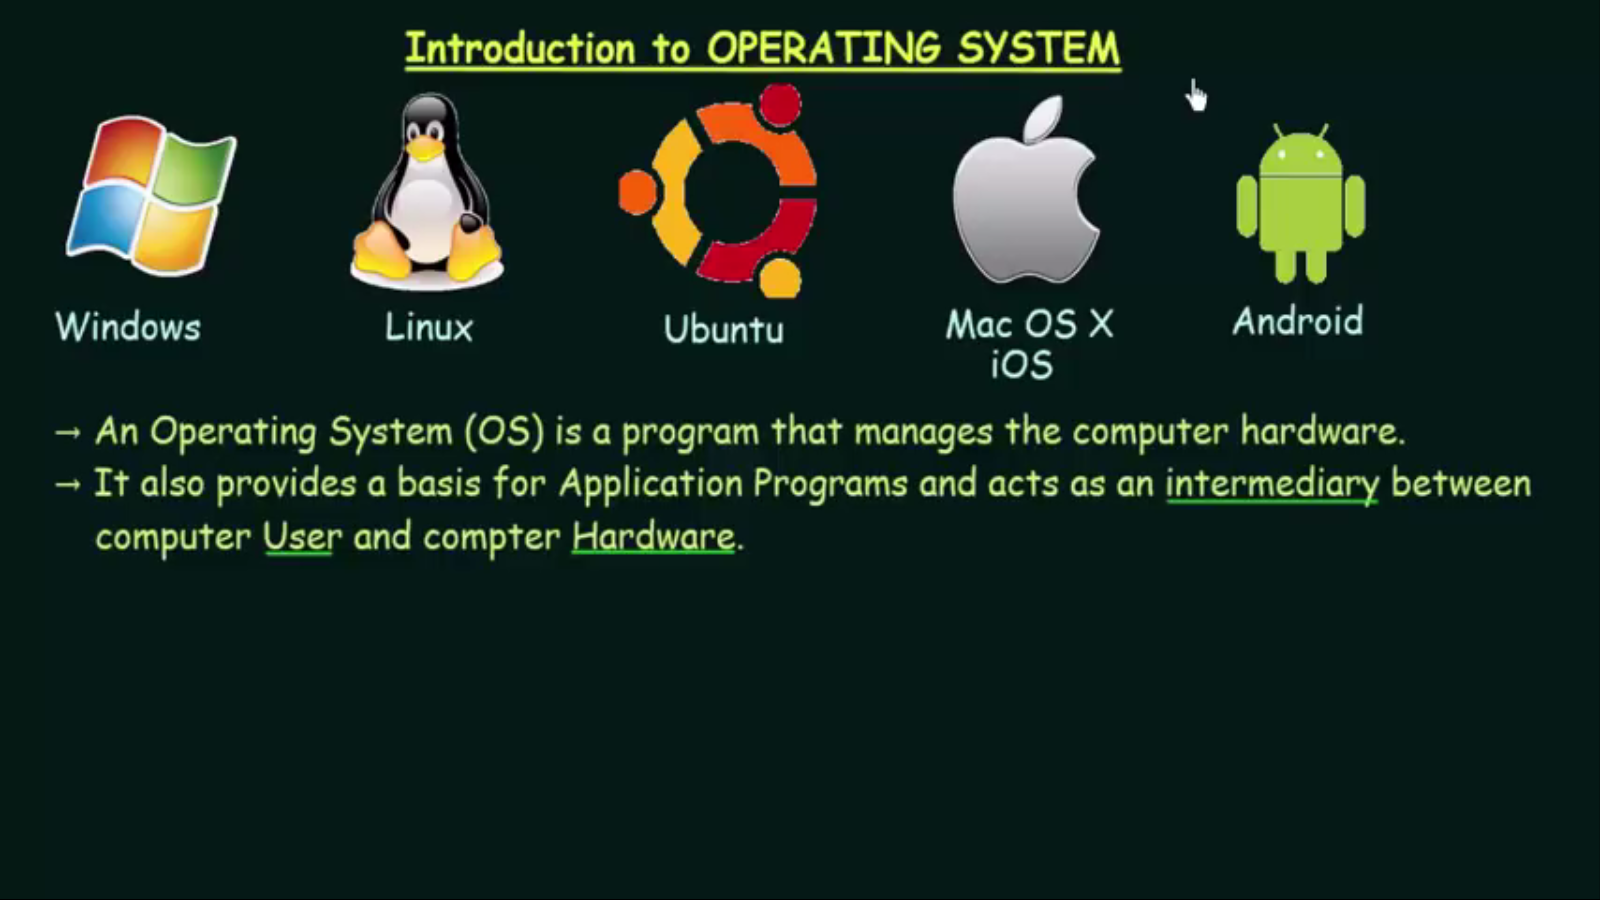 Introduction to OPERATING SYSTEM
Windows
Linux
Ubuntu
Mac OS X
iOS
Android
→ An Operating System (OS) is a program that manages the computer hardware.
→ It also provides a basis for Application Programs and acts as an intermediary between
computer User and compter Hardware.